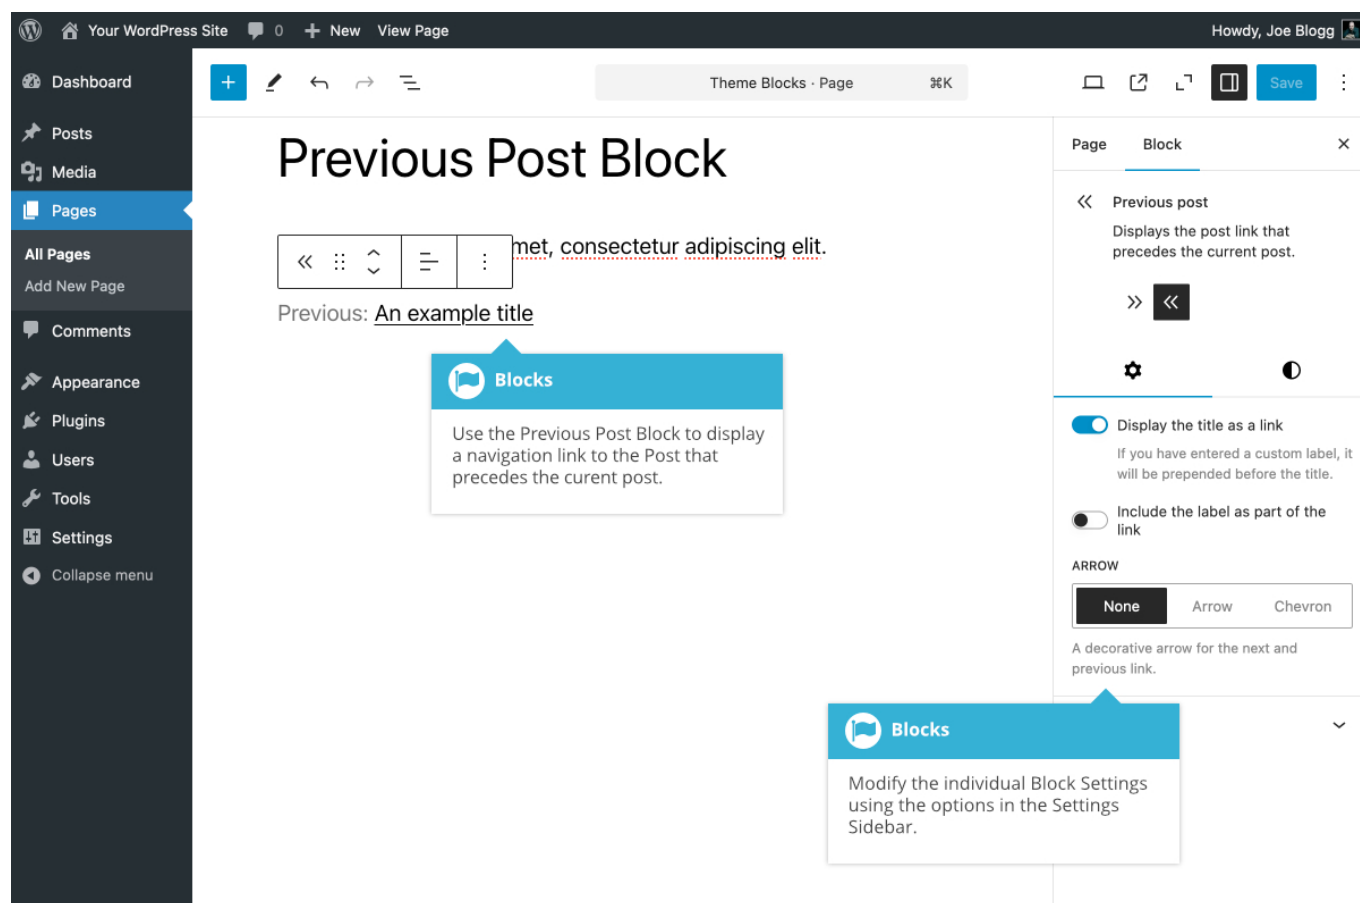 Your WordPress Site 0 New View Page Howdy, Joe Blogg
Dashboard
Posts
Media
Pages
All Pages
Add New Page
Comments
Appearance
Plugins
Users
Tools
Settings
Collapse menu
Theme Blocks · Page ⌘K
Save
Previous Post Block
met, consectetur adipiscing elit.
Previous: An example title
Blocks
Use the Previous Post Block to display
a navigation link to the Post that
precedes the curent post.
Page Block
Previous post
Displays the post link that
precedes the current post.
Display the title as a link
If you have entered a custom label, it
will be prepended before the title.
Include the label as part of the
link
ARROW
None Arrow Chevron
A decorative arrow for the next and
previous link.
Blocks
Modify the individual Block Settings
using the options in the Settings
Sidebar.